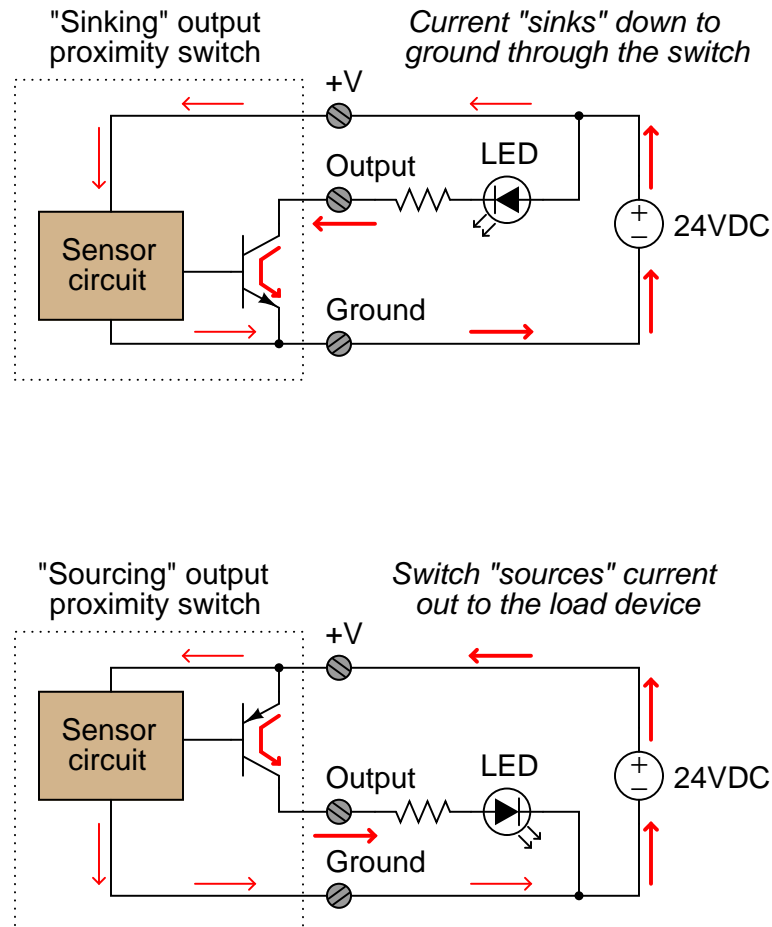 "Sinking" output
proximity switch
Current "sinks" down to
ground through the switch
+V
Output
LED
Sensor
circuit
+
−
24VDC
Ground
"Sourcing" output
proximity switch
Switch "sources" current
out to the load device
+V
Sensor
circuit
Output
LED
+
−
24VDC
Ground